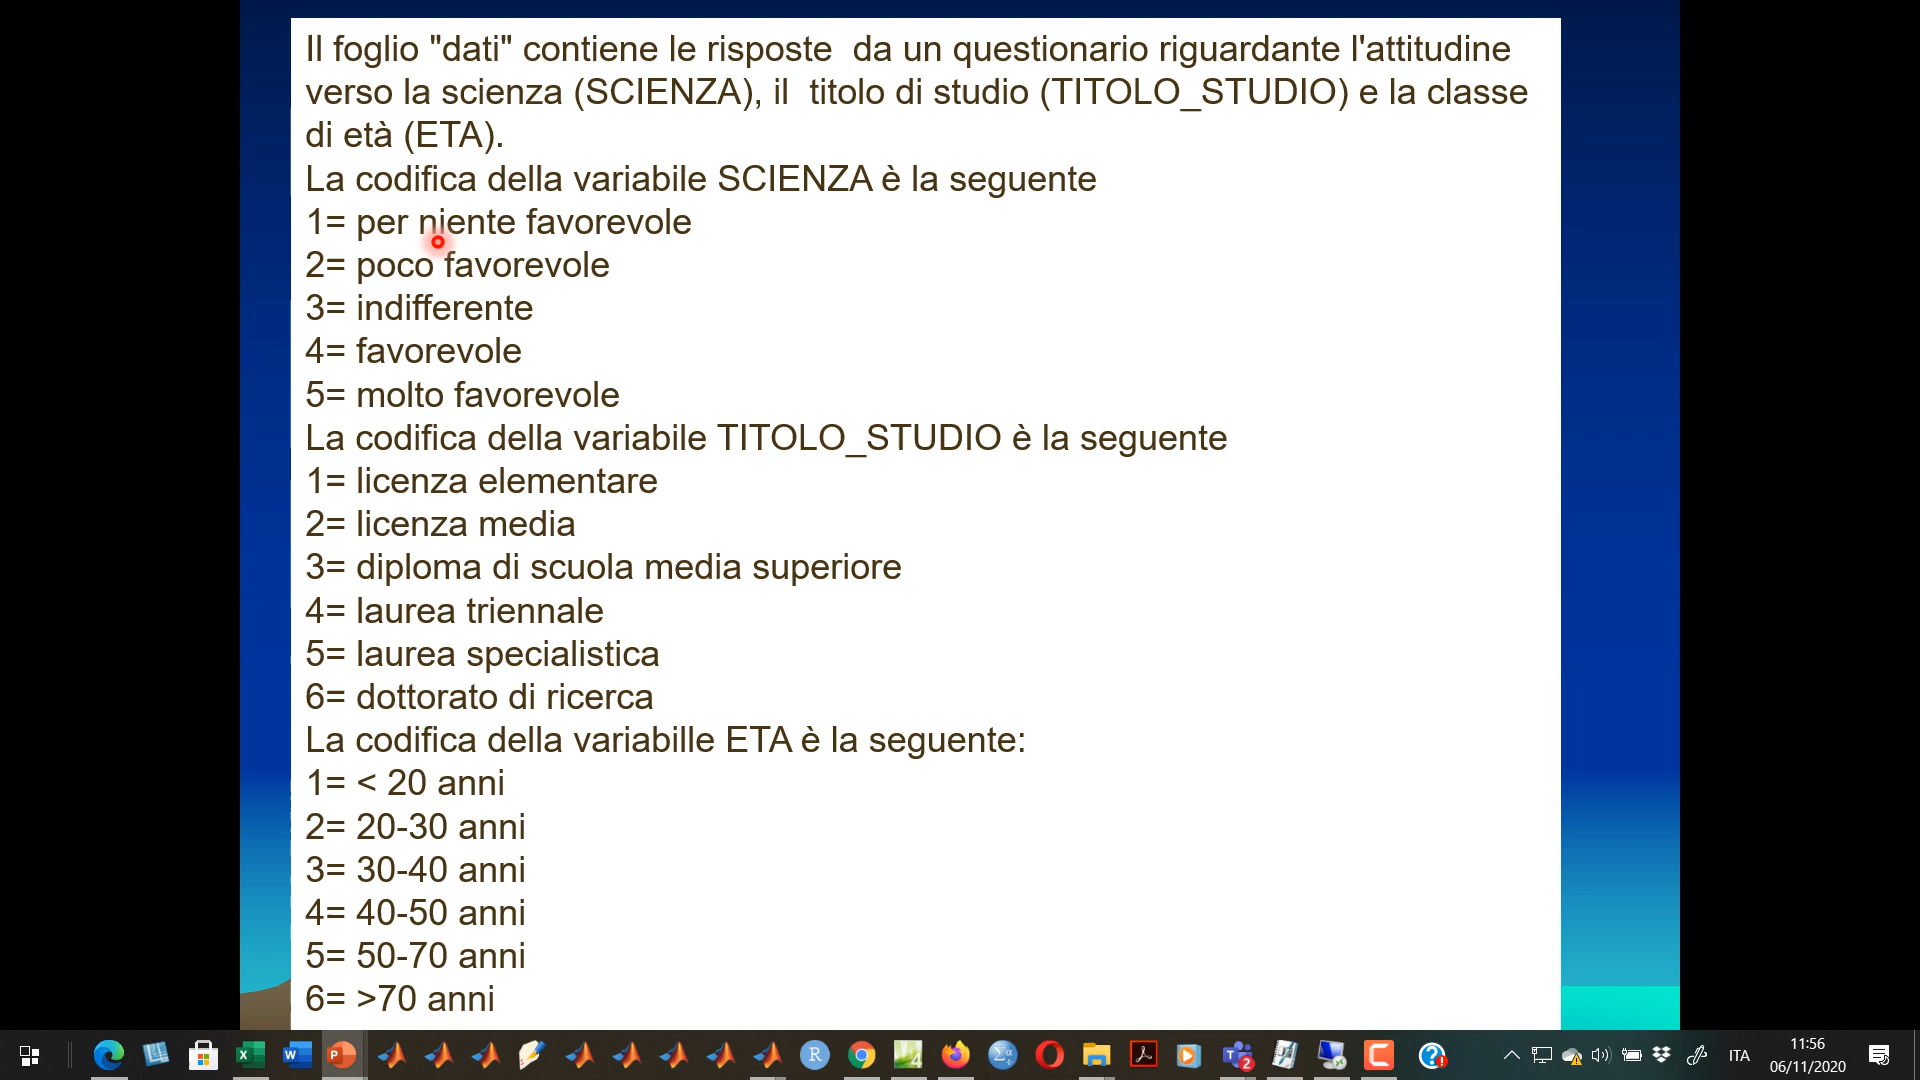 Il foglio "dati" contiene le risposte da un questionario riguardante l'attitudine
verso la scienza (SCIENZA), il titolo di studio (TITOLO_STUDIO) e la classe
di età (ETA).
La codifica della variabile SCIENZA è la seguente
1= per niente favorevole
2= poco favorevole
3= indifferente
4= favorevole
5= molto favorevole
La codifica della variabile TITOLO_STUDIO è la seguente
1= licenza elementare
2= licenza media
3= diploma di scuola media superiore
4= laurea triennale
5= laurea specialistica
6= dottorato di ricerca
La codifica della variabille ETA è la seguente:
1= < 20 anni
2= 20-30 anni
3= 30-40 anni
4= 40-50 anni
5= 50-70 anni
6= >70 anni
ITA
11:56
06/11/2020